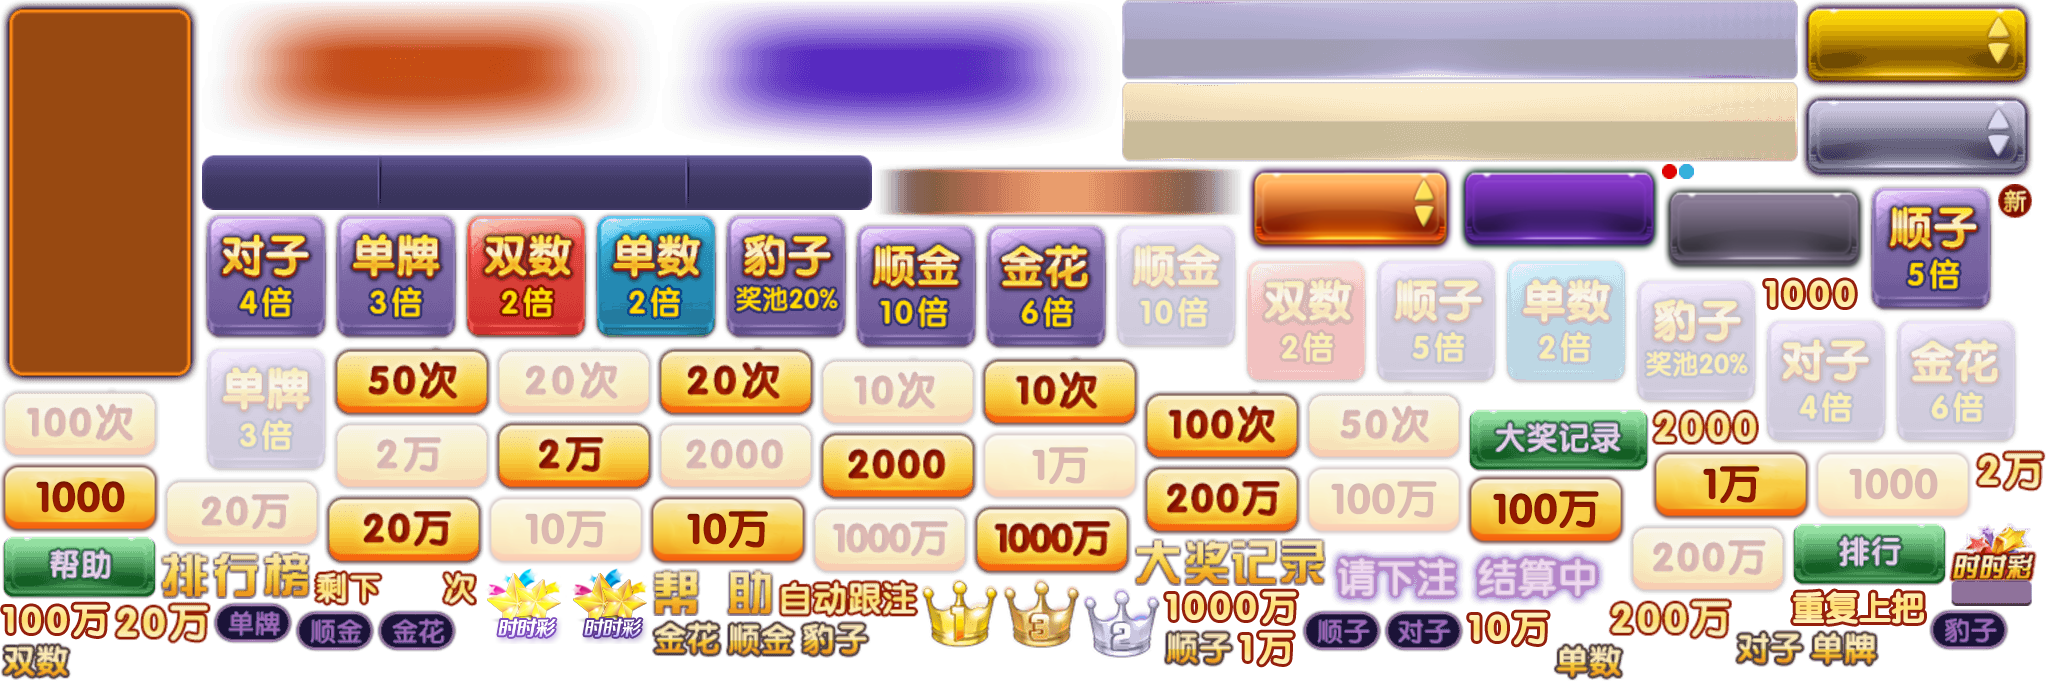 新
对子
4倍
单牌
3倍
双数
2倍
单数
2倍
豹子
奖池20%
顺金
10倍
金花
6倍
顺金
10倍
双数
2倍
顺子
5倍
单数
2倍
豹子
奖池20%
1000
顺子
5倍
对子
4倍
金花
6倍
单牌
3倍
50次
20次
20次
10次
10次
100次
100次
50次
大奖记录
2000
2万
2万
2000
2000
1万
1万
1000
2万
1000
20万
20万
10万
10万
1000万
1000万
200万
100万
100万
200万
排行
时时彩
帮助
排行榜
剩下 次
时时彩
时时彩
帮 助
自动跟注
1
3
2
大奖记录
请下注
结算中
100万
20万
单牌
顺金
金花
金花
顺金
豹子
1000万
顺子
1万
顺子
对子
10万
200万
重复上把
豹子
双数
单数
对子
单牌